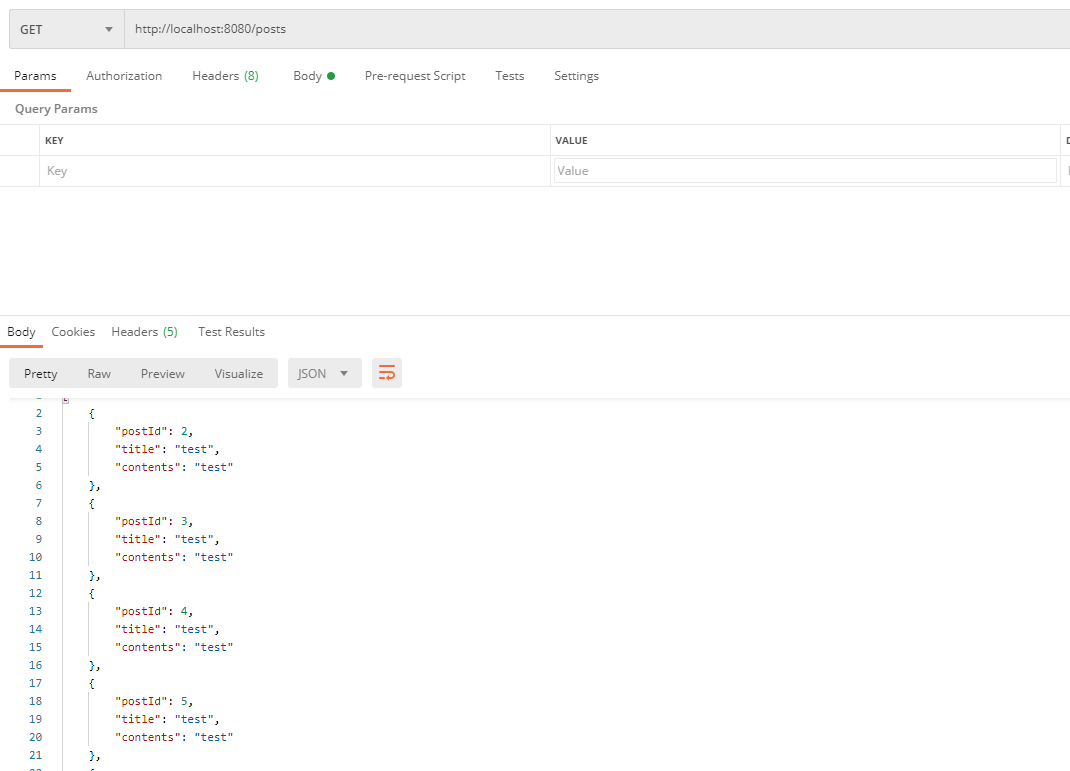 GET http://localhost:8080/posts
Params Authorization Headers (8) Body Pre-request Script Tests Settings
Query Params
KEY VALUE
Key Value
Body Cookies Headers (5) Test Results
Pretty Raw Preview Visualize JSON
2 {
3 "postId": 2,
4 "title": "test",
5 "contents": "test"
6 },
7 {
8 "postId": 3,
9 "title": "test",
10 "contents": "test"
11 },
12 {
13 "postId": 4,
14 "title": "test",
15 "contents": "test"
16 },
17 {
18 "postId": 5,
19 "title": "test",
20 "contents": "test"
21 },